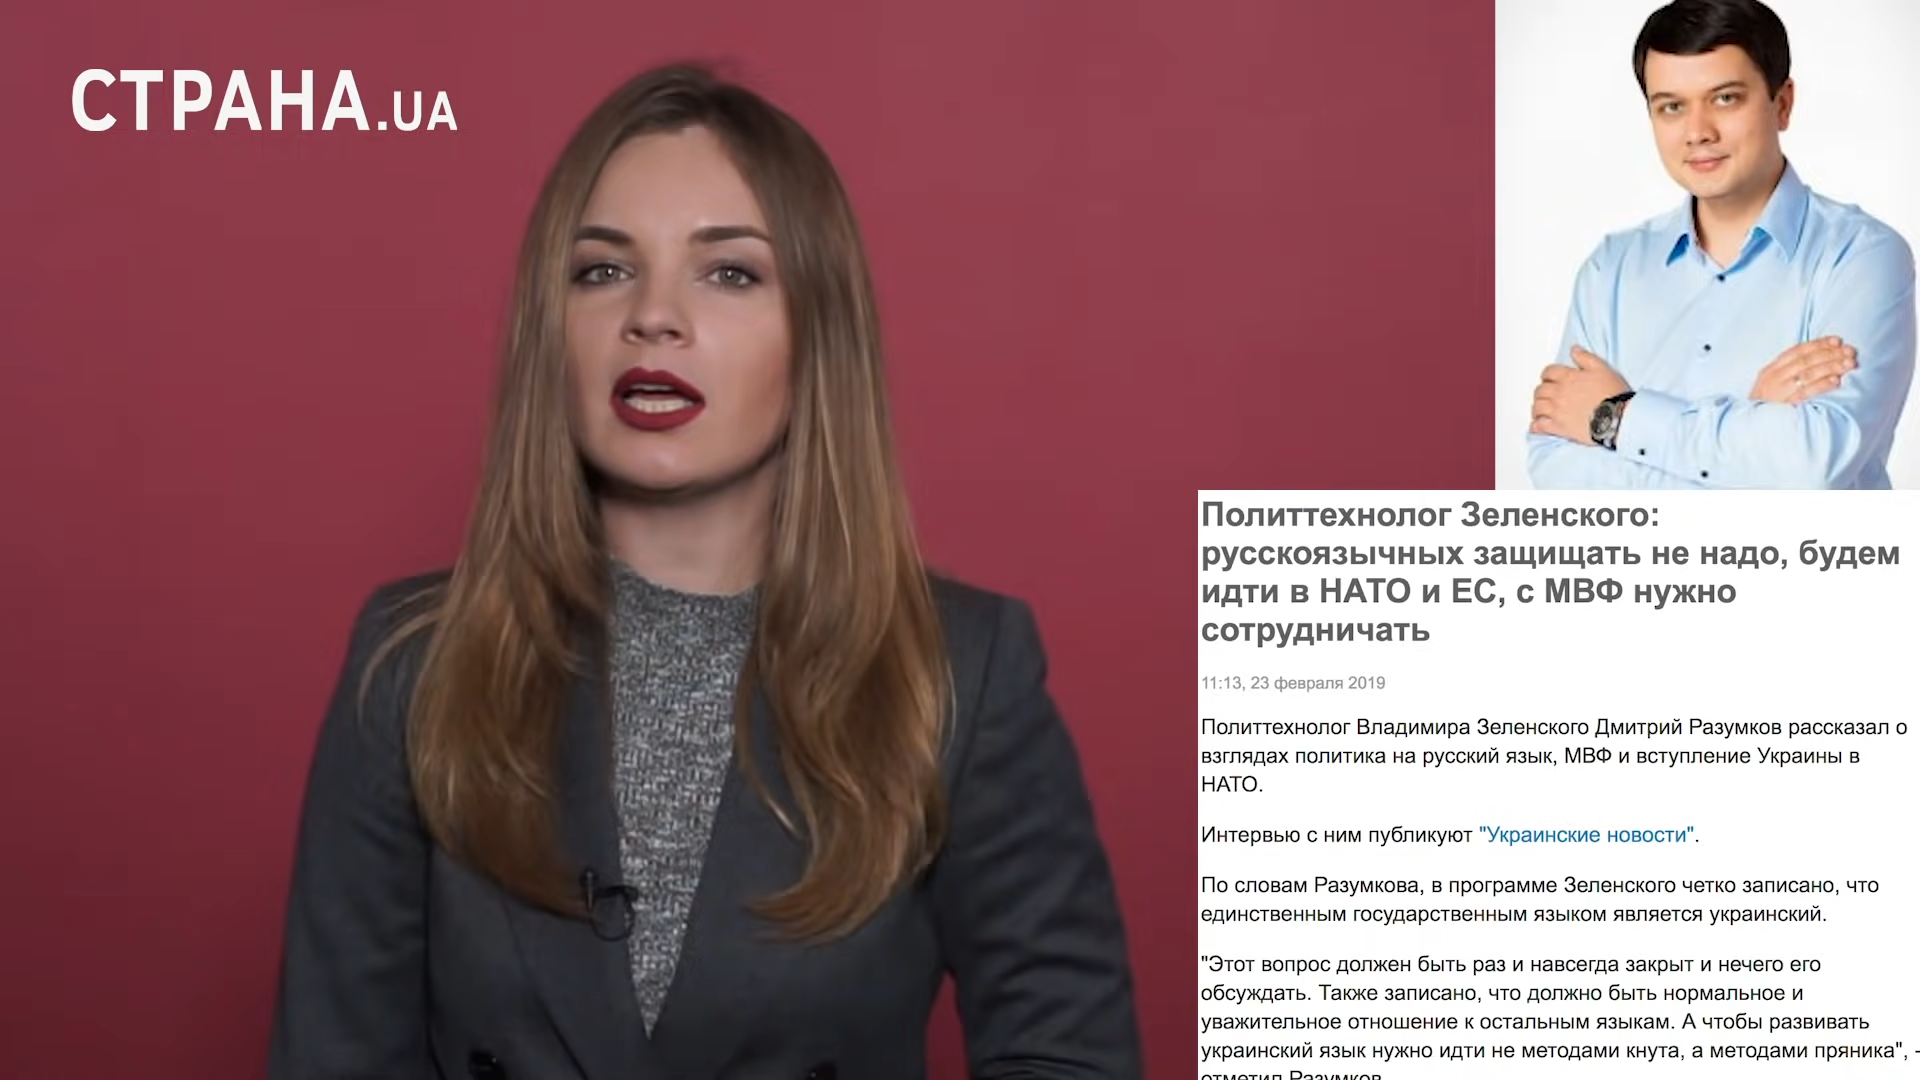 СТРАНА.UA
Политтехнолог Зеленского:
русскоязычных защищать не надо, будем
идти в НАТО и ЕС, с МВФ нужно
сотрудничать
11:13, 23 февраля 2019
Политтехнолог Владимира Зеленского Дмитрий Разумков рассказал о
взглядах политика на русский язык, МВФ и вступление Украины в
НАТО.
Интервью с ним публикуют "Украинские новости".
По словам Разумкова, в программе Зеленского четко записано, что
единственным государственным языком является украинский.
"Этот вопрос должен быть раз и навсегда закрыт и нечего его
обсуждать. Также записано, что должно быть нормальное и
уважительное отношение к остальным языкам. А чтобы развивать
украинский язык нужно идти не методами кнута, а методами пряника", -
отметил Разумков